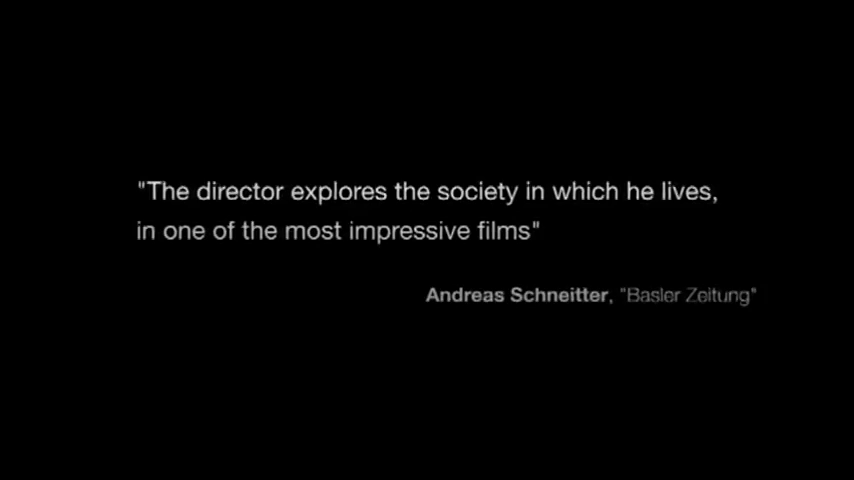 "The director explores the society in which he lives,
in one of the most impressive films"
Andreas Schneitter, "Basler Zeitung"